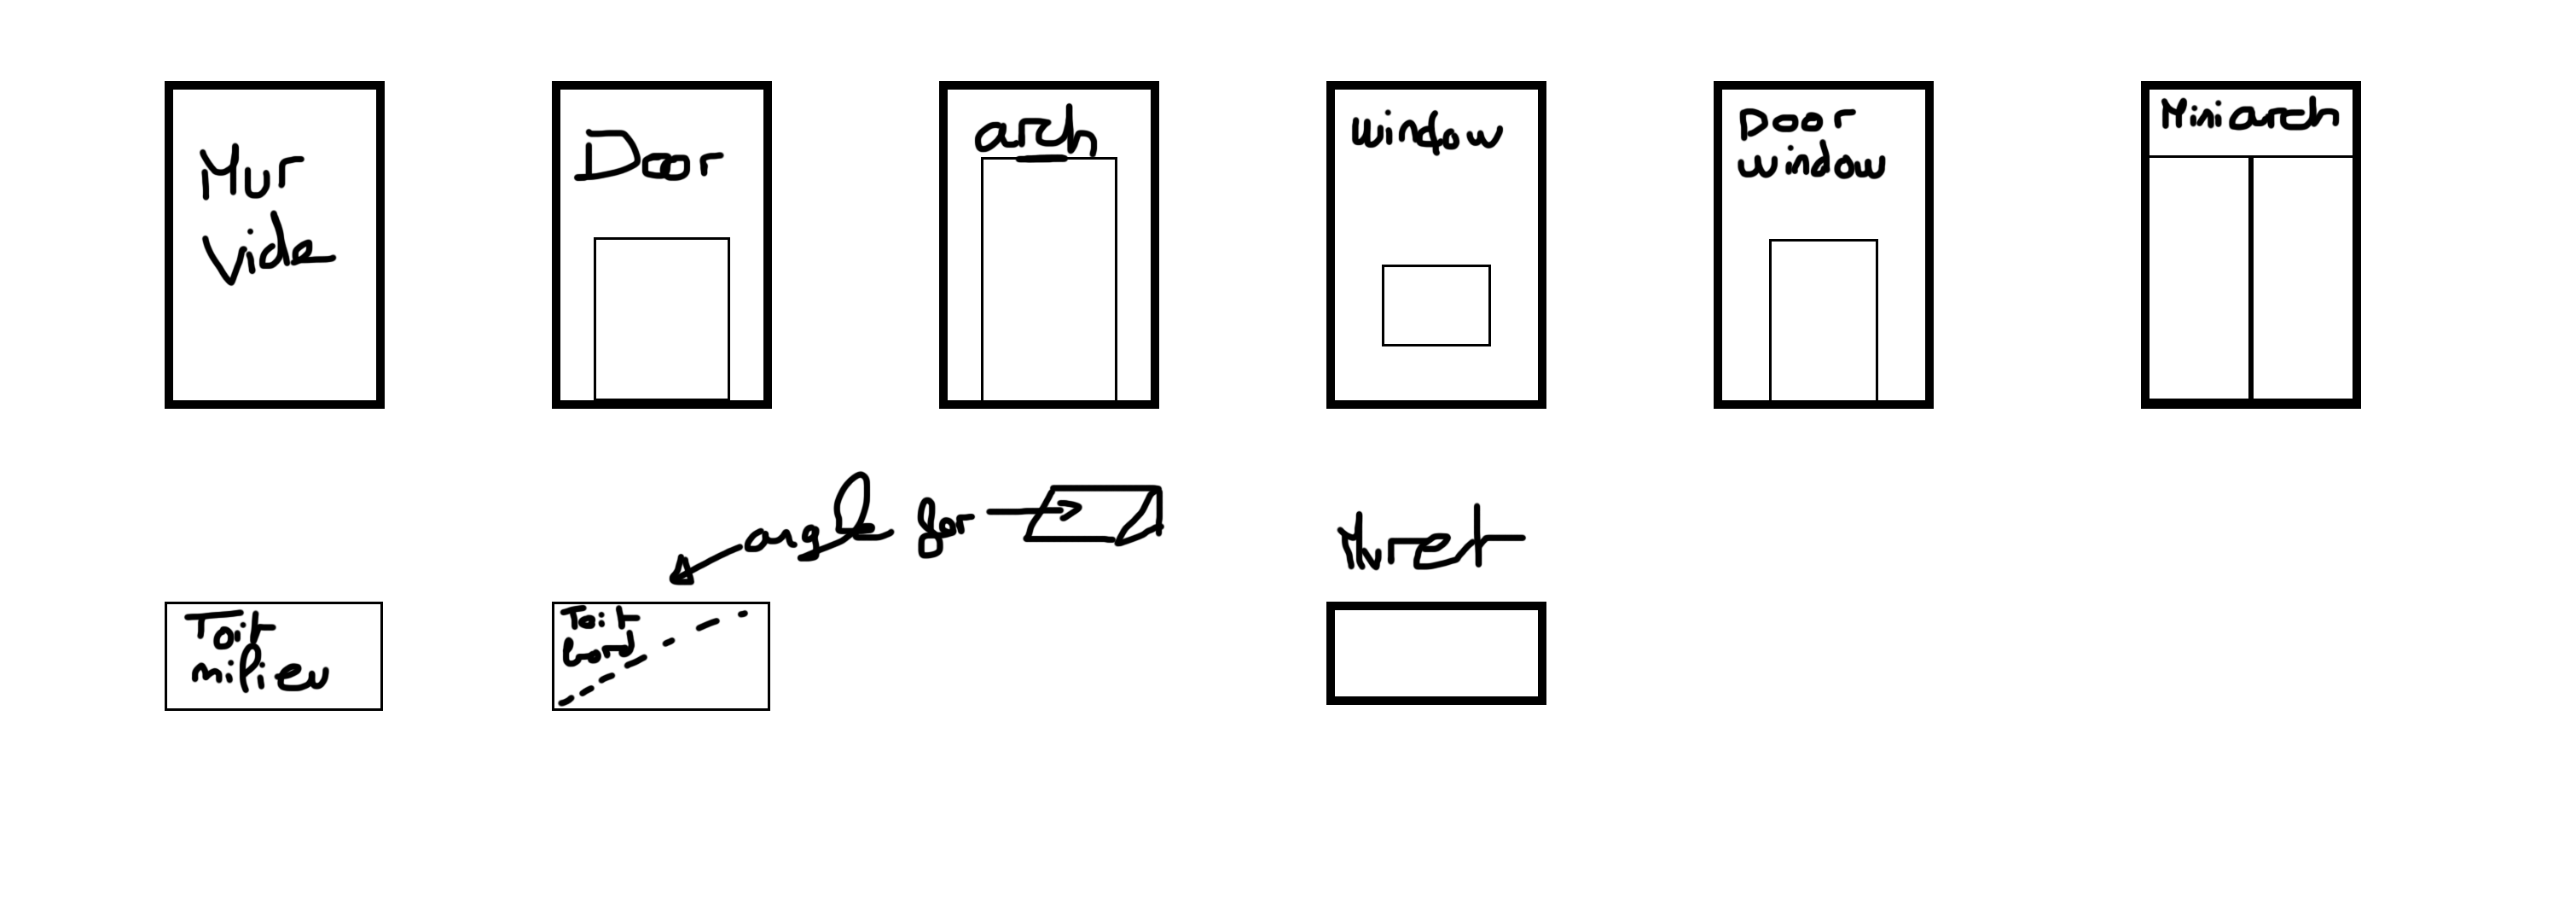 Mur
Vide
Door
arch
window
Door
window
Miniarch
angle for
Muret
Toit
milieu
Toit
bord